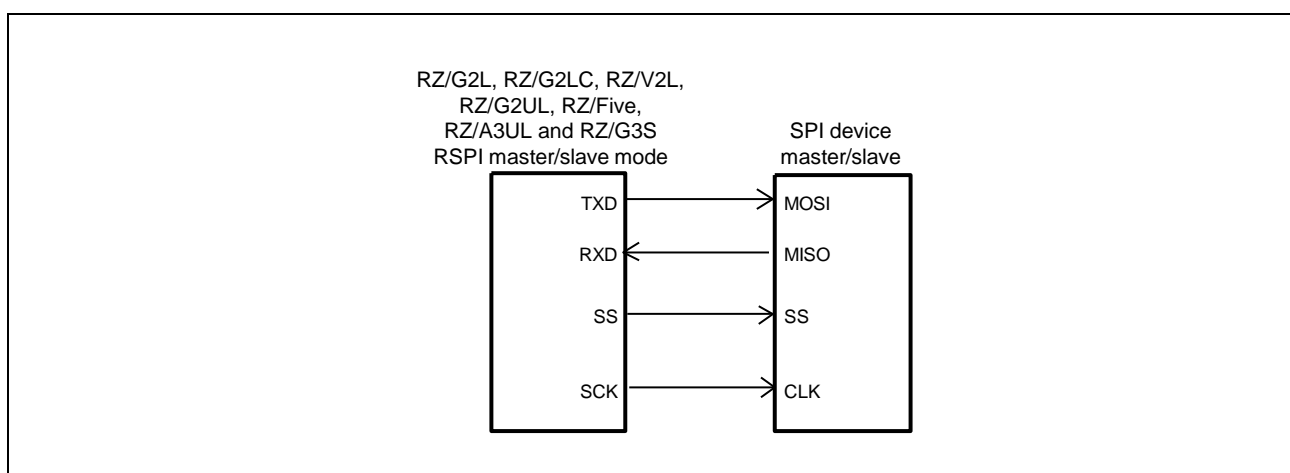 RZ/G2L, RZ/G2LC, RZ/V2L,
RZ/G2UL, RZ/Five,
RZ/A3UL and RZ/G3S
RSPI master/slave mode
SPI device
master/slave
TXD
MOSI
RXD
MISO
SS
SS
SCK
CLK